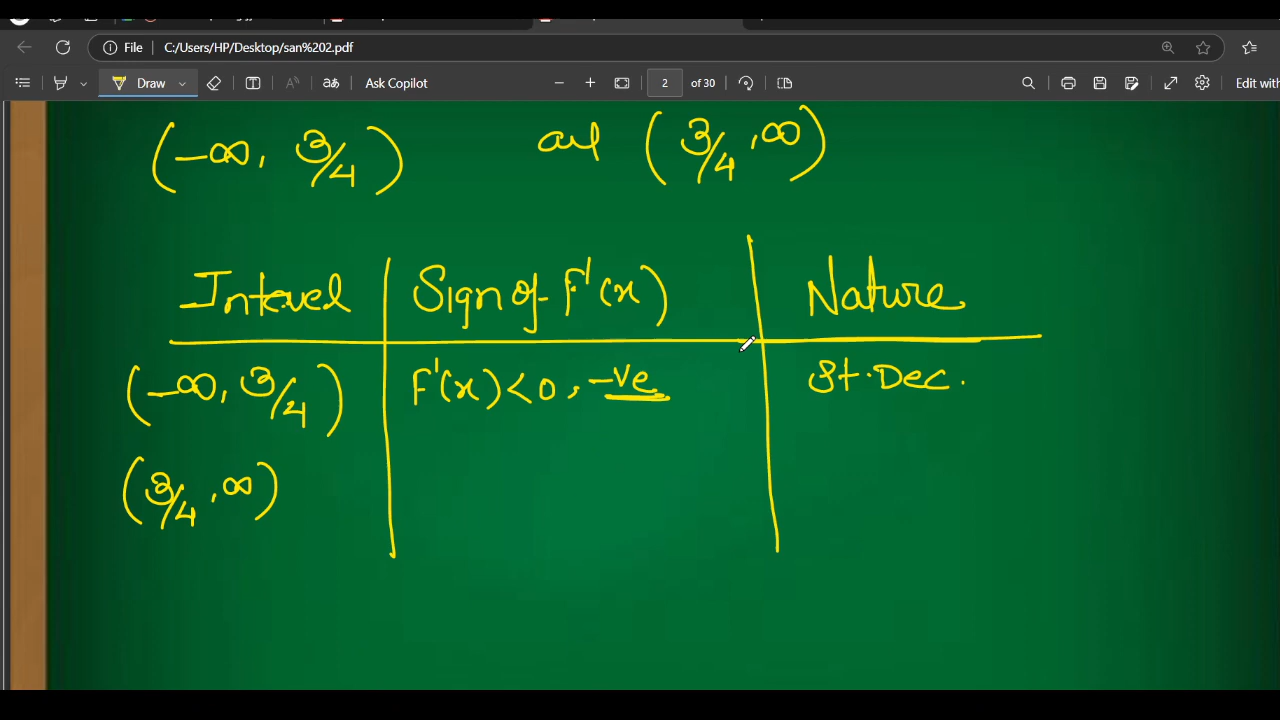 File | C:/Users/HP/Desktop/san%202.pdf
Draw Ask Copilot 2 of 30 Edit with
(-∞, 3/4) and (3/4, ∞)
Intevel Sign of f'(x) Nature
(-∞, 3/4) f'(x) < 0, -ve St. Dec.
(3/4, ∞)